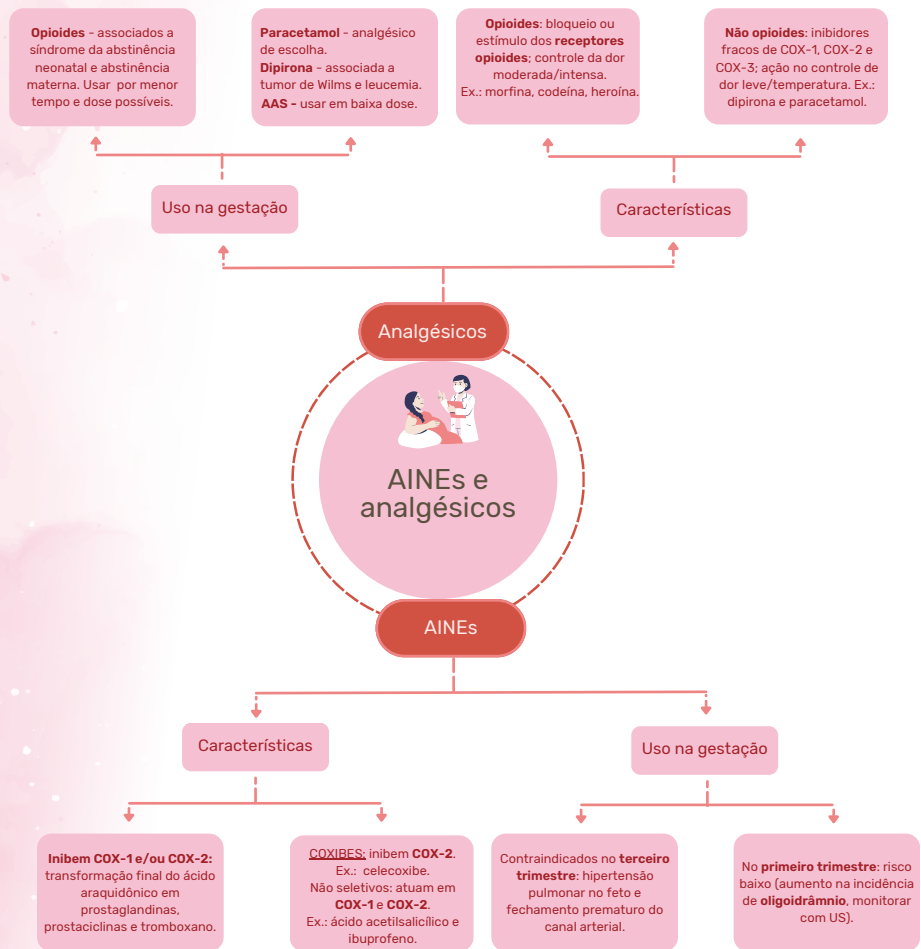 Opioides - associados a
síndrome da abstinência
neonatal e abstinência
materna. Usar por menor
tempo e dose possíveis.
Paracetamol - analgésico
de escolha.
Dipirona - associada a
tumor de Wilms e leucemia.
AAS - usar em baixa dose.
Opioides: bloqueio ou
estímulo dos receptores
opioides; controle da dor
moderada/intensa.
Ex.: morfina, codeína, heroína.
Não opioides: inibidores
fracos de COX-1, COX-2 e
COX-3; ação no controle de
dor leve/temperatura. Ex.:
dipirona e paracetamol.
Uso na gestação
Características
Analgésicos
AINEs e
analgésicos
AINEs
Características
Uso na gestação
Inibem COX-1 e/ou COX-2:
transformação final do ácido
araquidônico em
prostaglandinas,
prostaciclinas e tromboxano.
COXIBES: inibem COX-2.
Ex.: celecoxibe.
Não seletivos: atuam em
COX-1 e COX-2.
Ex.: ácido acetilsalicílico e
ibuprofeno.
Contraindicados no terceiro
trimestre: hipertensão
pulmonar no feto e
fechamento prematuro do
canal arterial.
No primeiro trimestre: risco
baixo (aumento na incidência
de oligoidrâmnio, monitorar
com US).